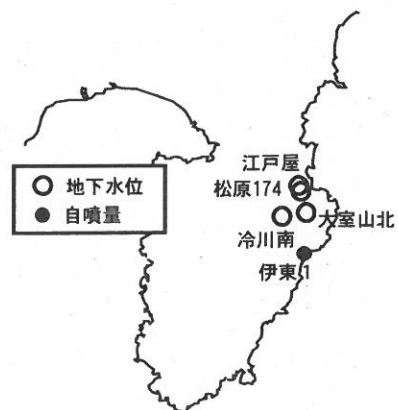 江戸屋
松原174
地下水位
自噴量
大室山北
冷川南
伊東1